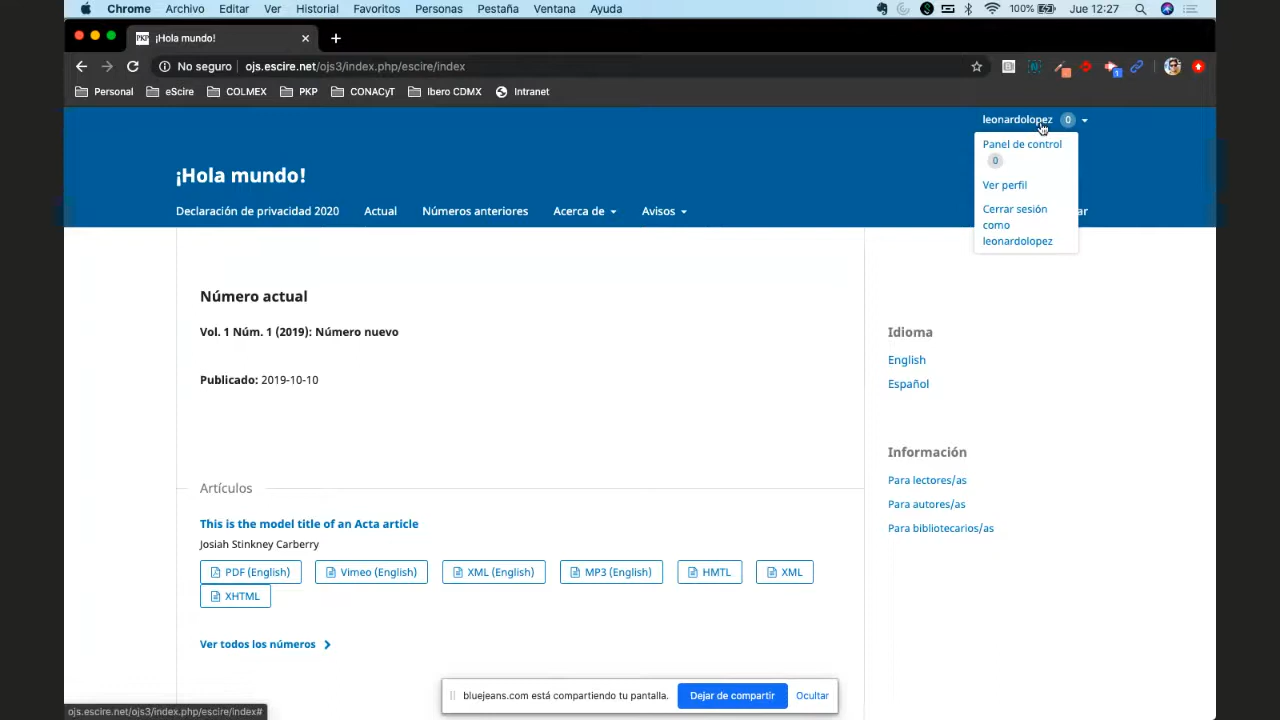 Chrome Archivo Editar Ver Historial Favoritos Personas Pestaña Ventana Ayuda 100% Jue 12:27
PKP ¡Hola mundo!
No seguro ojs.escire.net/ojs3/index.php/escire/index
Personal eScire COLMEX PKP CONACyT Ibero CDMX Intranet
leonardolopez 0
Panel de control
0
¡Hola mundo!
Ver perfil
Declaración de privacidad 2020 Actual Números anteriores Acerca de Avisos
Cerrar sesión
como
leonardolopez
Número actual
Vol. 1 Núm. 1 (2019): Número nuevo
Publicado: 2019-10-10
Idioma
English
Español
Información
Para lectores/as
Para autores/as
Para bibliotecarios/as
Artículos
This is the model title of an Acta article
Josiah Stinkney Carberry
PDF (English) Vimeo (English) XML (English) MP3 (English) HMTL XML
XHTML
Ver todos los números
bluejeans.com está compartiendo tu pantalla. Dejar de compartir Ocultar
ojs.escire.net/ojs3/index.php/escire/index#